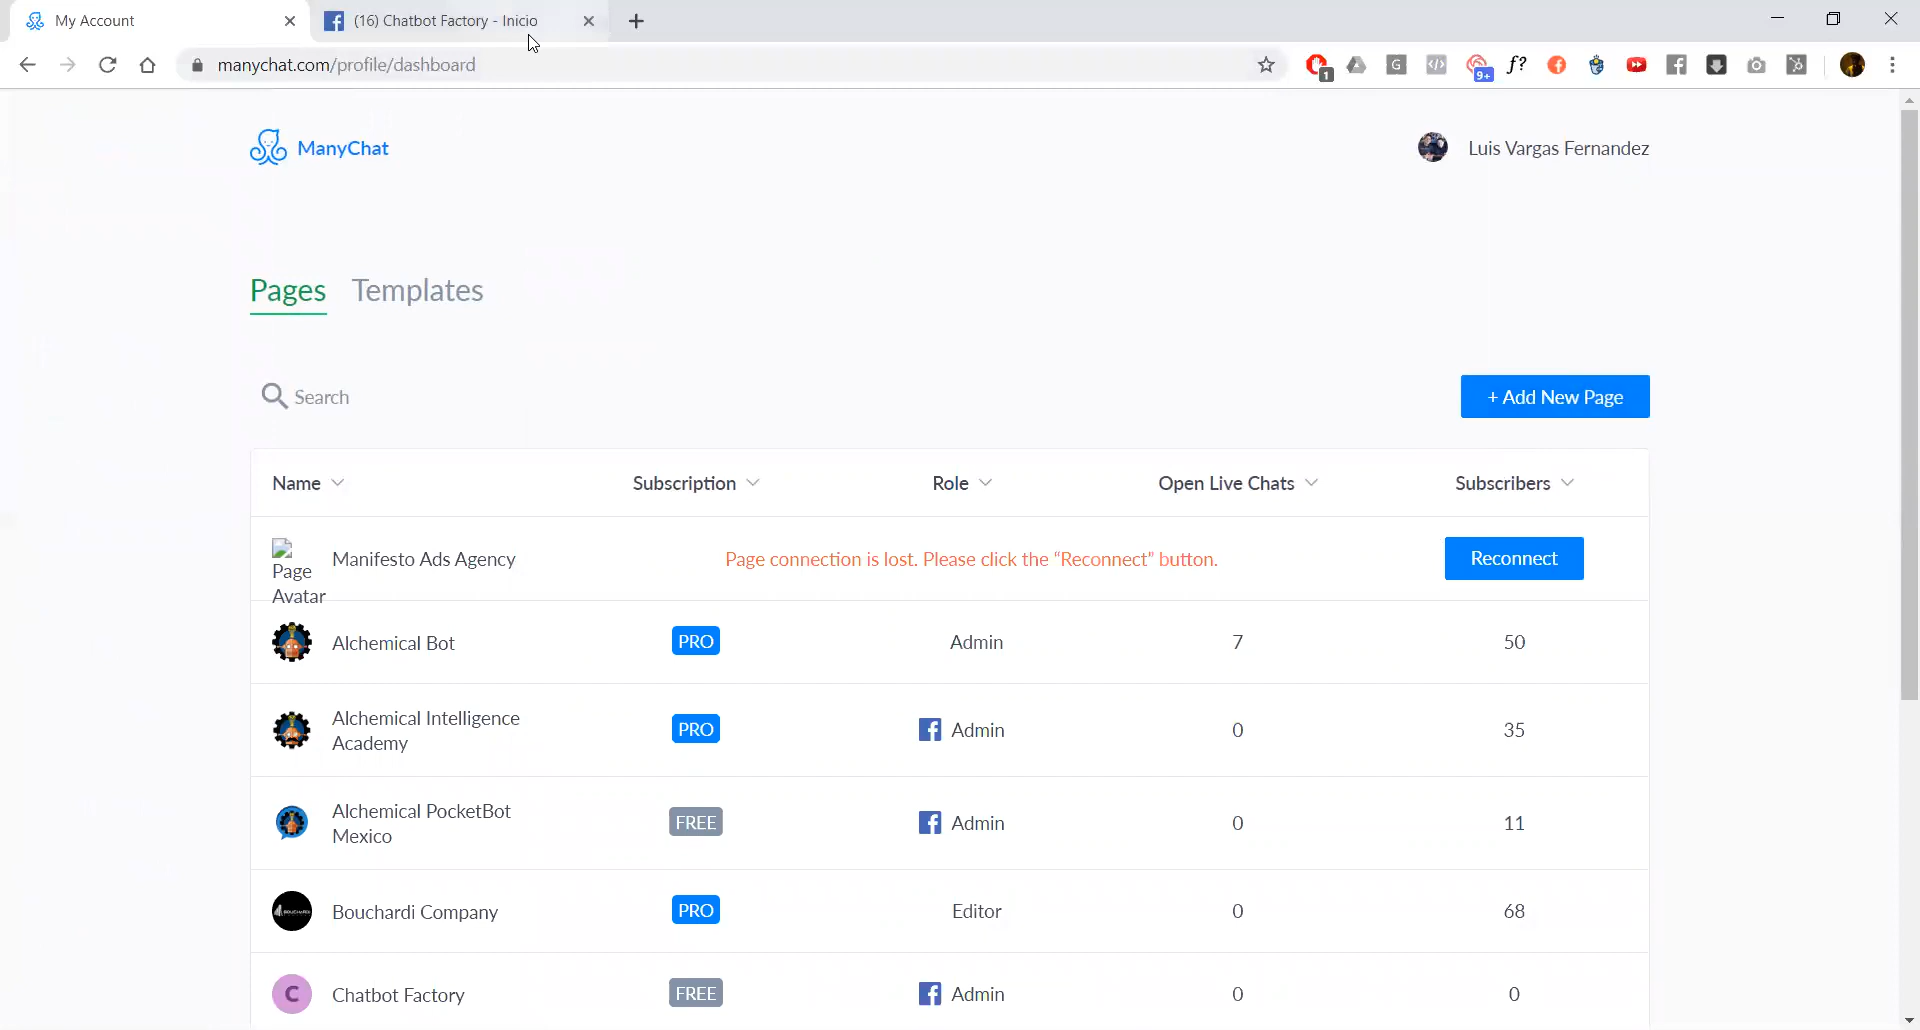 My Account
(16) Chatbot Factory - Inicio
manychat.com/profile/dashboard
1
G
</>
9+
f?
ManyChat
Luis Vargas Fernandez
Pages
Templates
Search
+ Add New Page
Name
Subscription
Role
Open Live Chats
Subscribers
Page
Avatar
Manifesto Ads Agency
Page connection is lost. Please click the “Reconnect” button.
Reconnect
Alchemical Bot
PRO
Admin
7
50
Alchemical Intelligence
Academy
PRO
Admin
0
35
Alchemical PocketBot
Mexico
FREE
Admin
0
11
BOUCHARDI
Bouchardi Company
PRO
Editor
0
68
C
Chatbot Factory
FREE
Admin
0
0